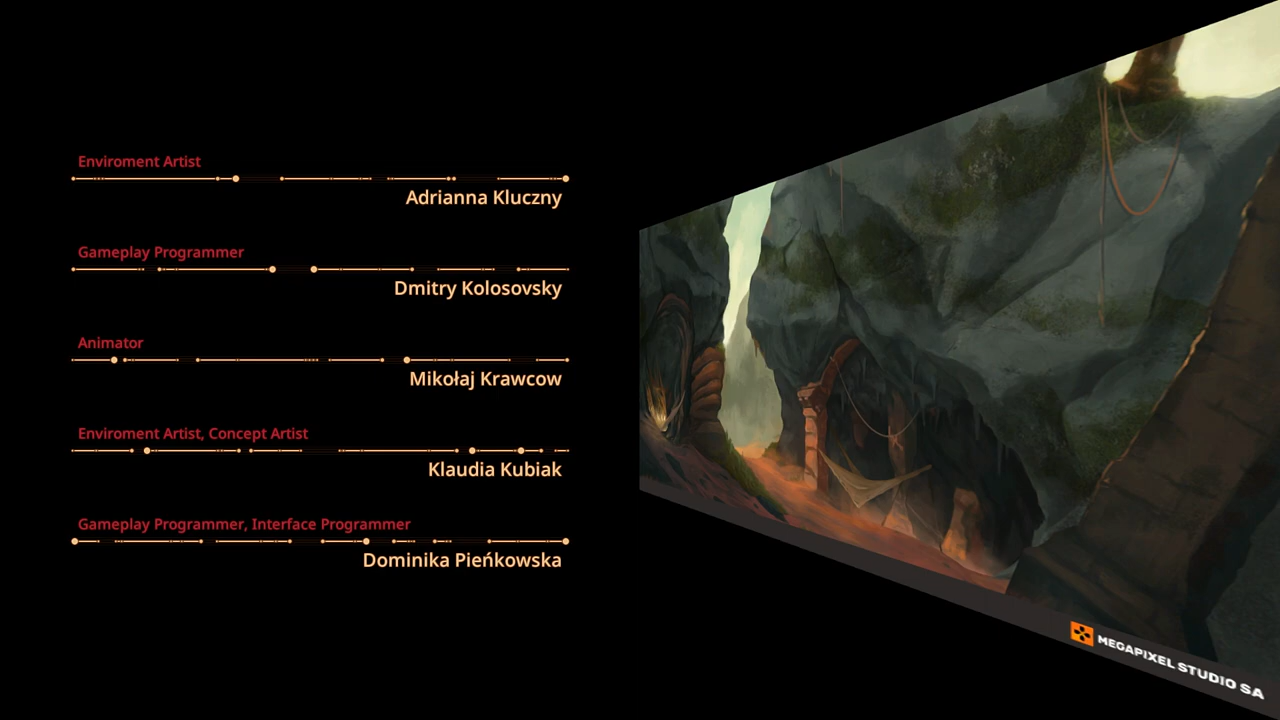 Enviroment Artist
Adrianna Kluczny
Gameplay Programmer
Dmitry Kolosovsky
Animator
Mikołaj Krawcow
Enviroment Artist, Concept Artist
Klaudia Kubiak
Gameplay Programmer, Interface Programmer
Dominika Pieńkowska
MEGAPIXEL STUDIO SA